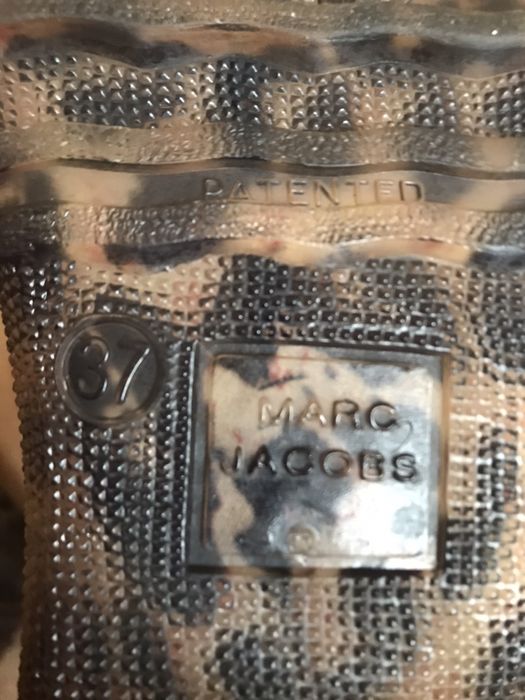 PATENTED
37
MARC
JACOBS